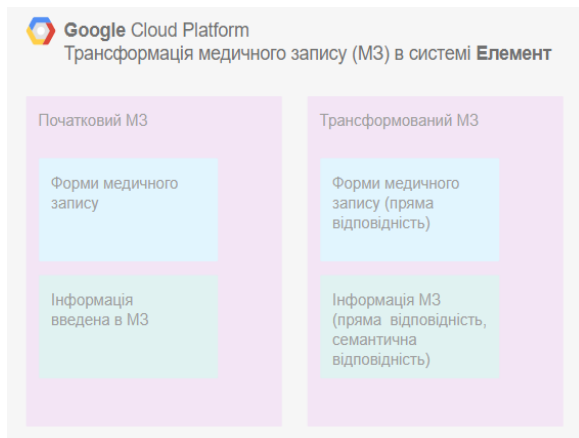 Google Cloud Platform
Трансформація медичного запису (МЗ) в системі Елемент
Початковий МЗ
Форми медичного
запису
Інформація
введена в МЗ
Трансформований МЗ
Форми медичного
запису (пряма
відповідність)
Інформація МЗ
(пряма відповідність,
семантична
відповідність)